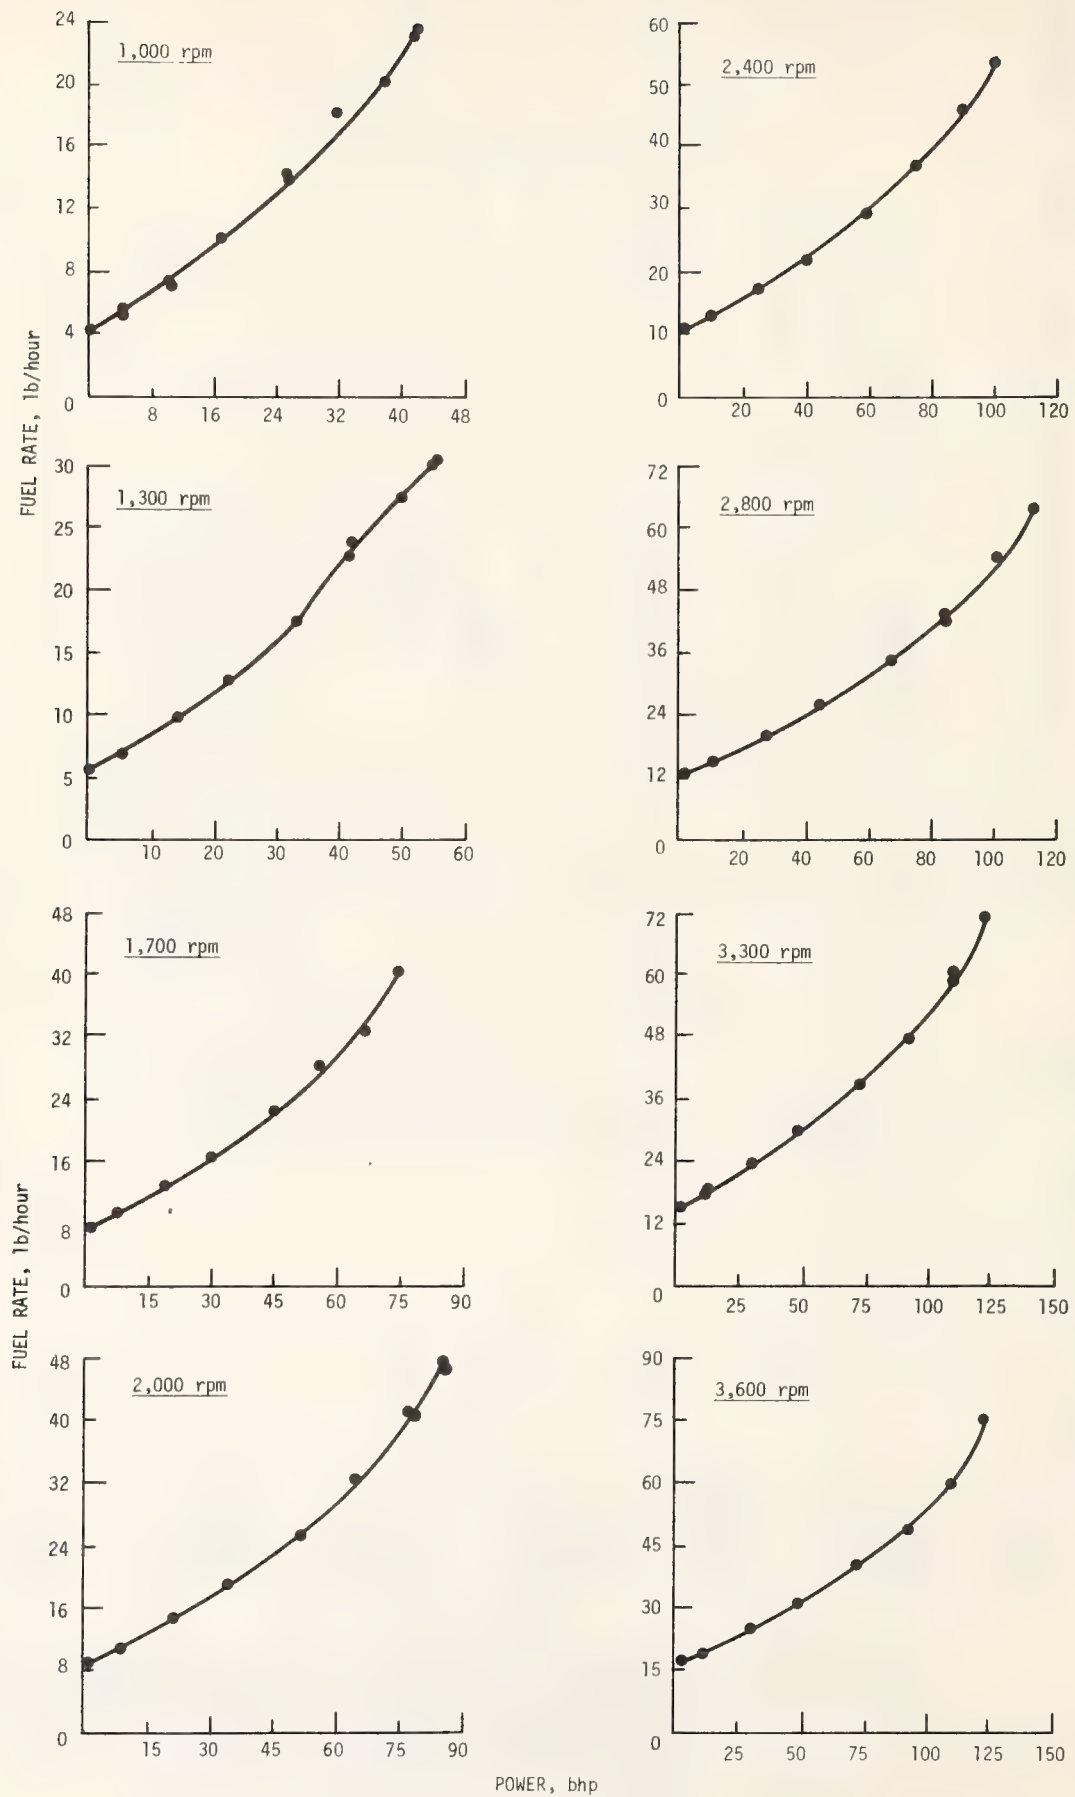 1,000 rpm
24
20
16
12
8
4
0
8 16 24 32 40 48
2,400 rpm
60
50
40
30
20
10
0
20 40 60 80 100 120
FUEL RATE, lb/hour
1,300 rpm
30
25
20
15
10
5
0
10 20 30 40 50 60
2,800 rpm
72
60
48
36
24
12
0
20 40 60 80 100 120
1,700 rpm
48
40
32
24
16
8
0
15 30 45 60 75 90
3,300 rpm
72
60
48
36
24
12
0
25 50 75 100 125 150
FUEL RATE, lb/hour
2,000 rpm
48
40
32
24
16
8
0
15 30 45 60 75 90
3,600 rpm
90
75
60
45
30
15
0
25 50 75 100 125 150
POWER, bhp